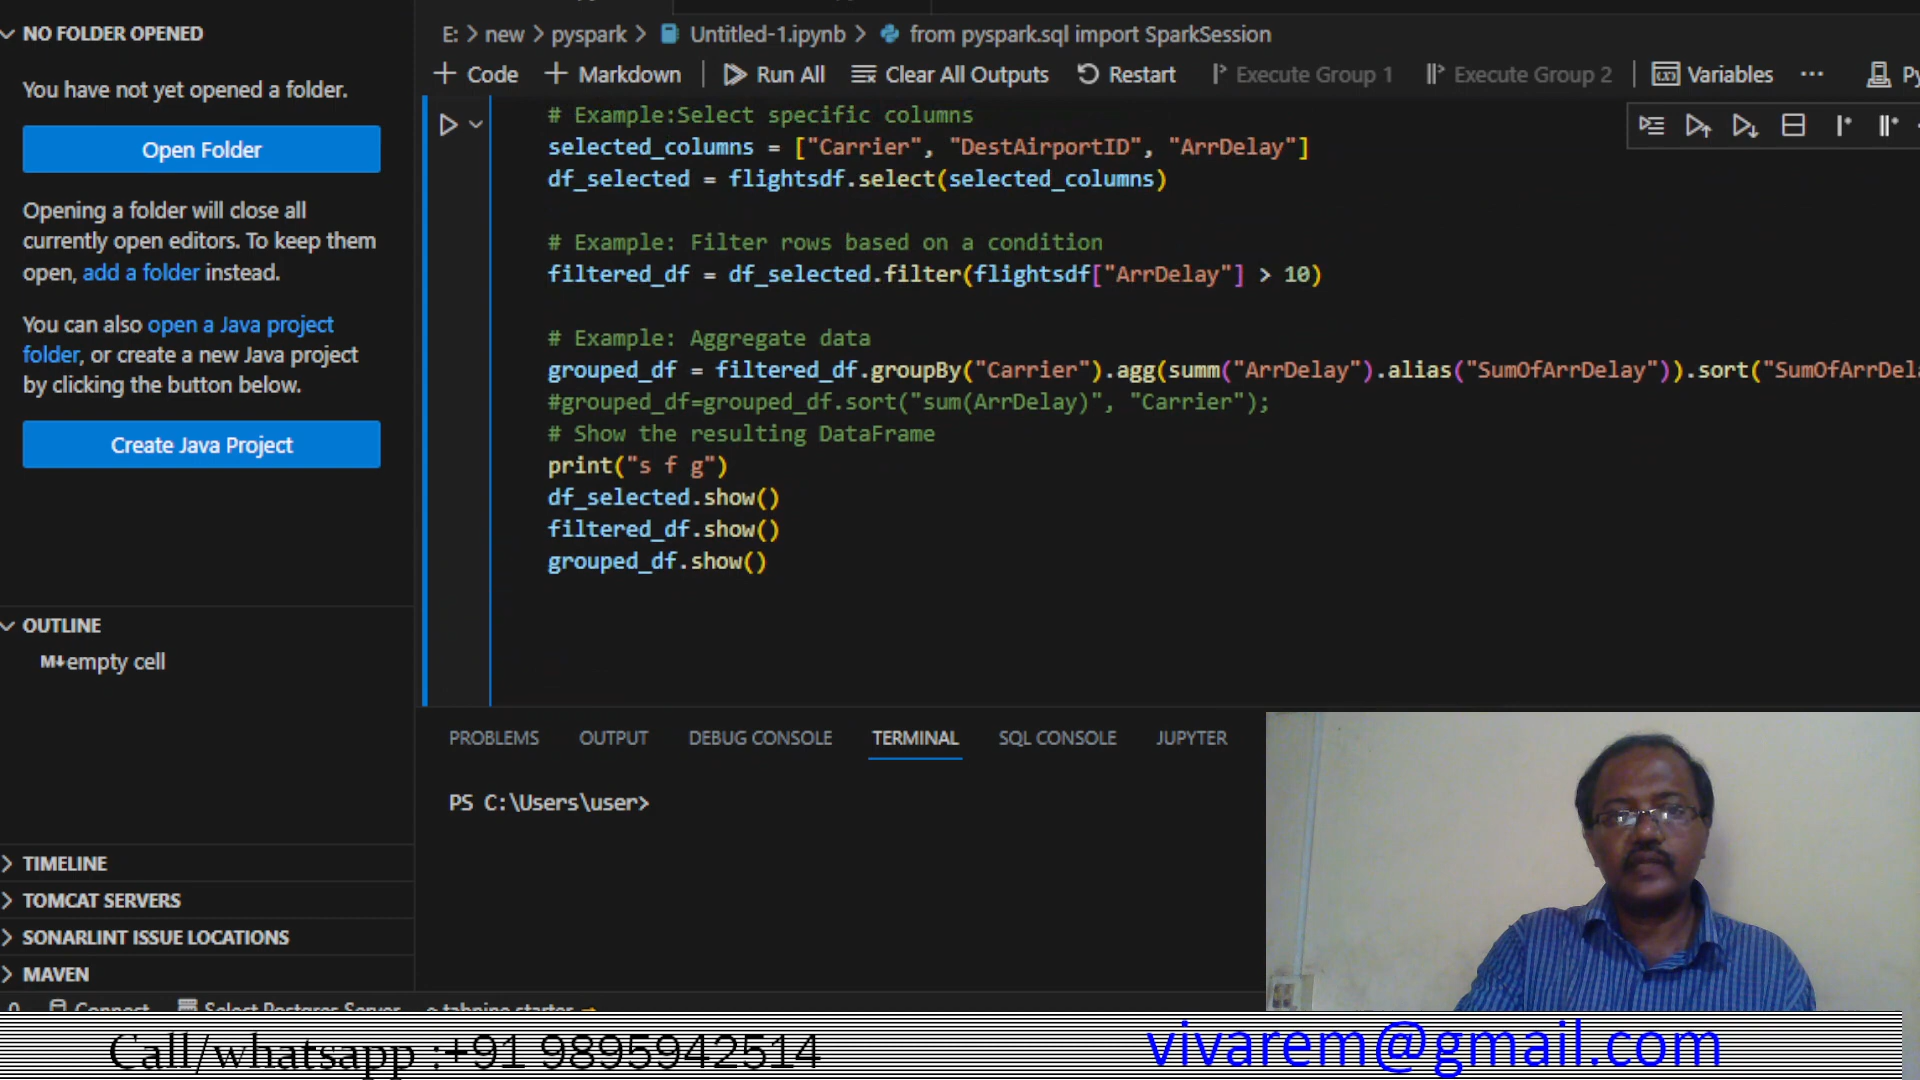 NO FOLDER OPENED
You have not yet opened a folder.
Open Folder
Opening a folder will close all
currently open editors. To keep them
open, add a folder instead.
You can also open a Java project
folder, or create a new Java project
by clicking the button below.
Create Java Project
OUTLINE
M↓empty cell
TIMELINE
TOMCAT SERVERS
SONARLINT ISSUE LOCATIONS
MAVEN
E: > new > pyspark > Untitled-1.ipynb > from pyspark.sql import SparkSession
+ Code + Markdown | Run All Clear All Outputs Restart Execute Group 1 Execute Group 2 | Variables ... Py
# Example:Select specific columns
selected_columns = ["Carrier", "DestAirportID", "ArrDelay"]
df_selected = flightsdf.select(selected_columns)
# Example: Filter rows based on a condition
filtered_df = df_selected.filter(flightsdf["ArrDelay"] > 10)
# Example: Aggregate data
grouped_df = filtered_df.groupBy("Carrier").agg(summ("ArrDelay").alias("SumOfArrDelay")).sort("SumOfArrDel
#grouped_df=grouped_df.sort("sum(ArrDelay)", "Carrier");
# Show the resulting DataFrame
print("s f g")
df_selected.show()
filtered_df.show()
grouped_df.show()
PROBLEMS OUTPUT DEBUG CONSOLE TERMINAL SQL CONSOLE JUPYTER
PS C:\Users\user>
0 Connect Select Postgres Server tabnine starter
Call/whatsapp :+91 9895942514
vivarem@gmail.com